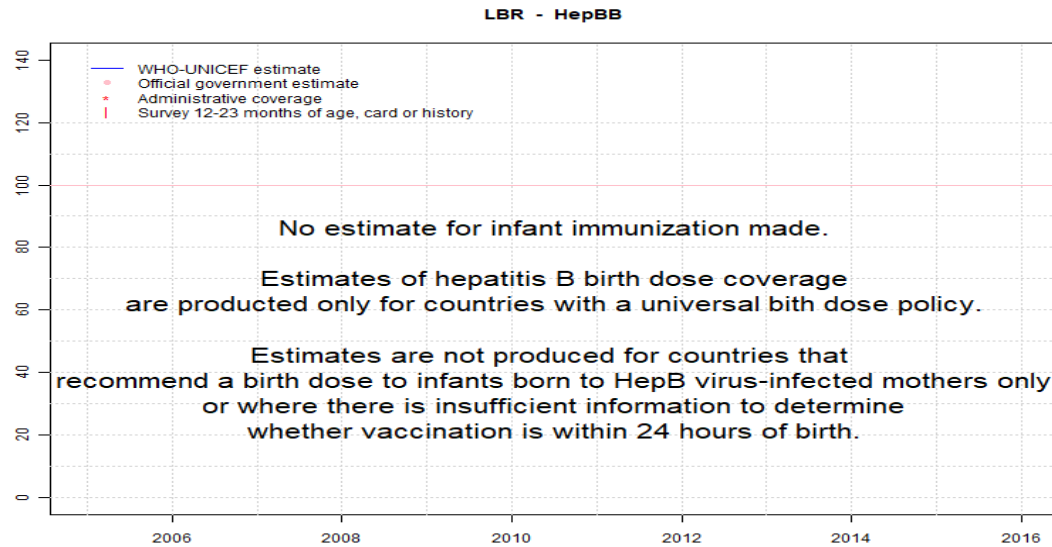 LBR - HepBB
WHO-UNICEF estimate
Official government estimate
Administrative coverage
Survey 12-23 months of age, card or history
140
120
100
80
60
40
20
0
No estimate for infant immunization made.
Estimates of hepatitis B birth dose coverage
are producted only for countries with a universal bith dose policy.
Estimates are not produced for countries that
recommend a birth dose to infants born to HepB virus-infected mothers only
or where there is insufficient information to determine
whether vaccination is within 24 hours of birth.
2006 2008 2010 2012 2014 2016